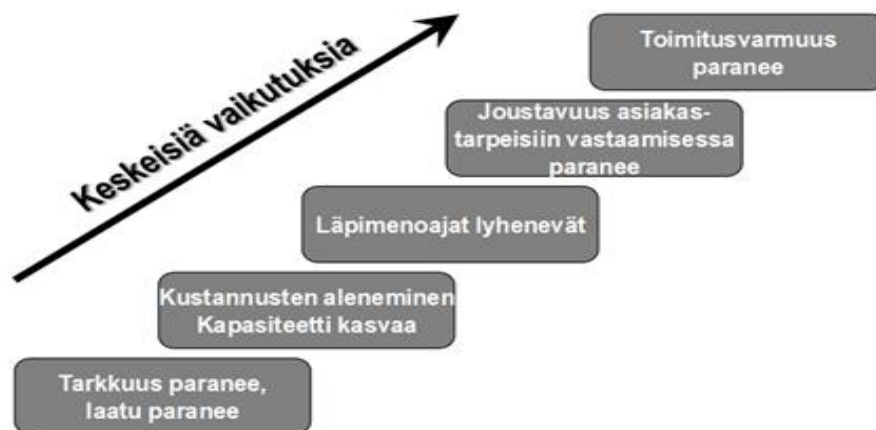 Keskeisiä vaikutuksia
Toimitusvarmuus
paranee
Joustavuus asiakas-
tarpeisiin vastaamisessa
paranee
Läpimenoajat lyhenevät
Kustannusten aleneminen
Kapasiteetti kasvaa
Tarkkuus paranee,
laatu paranee